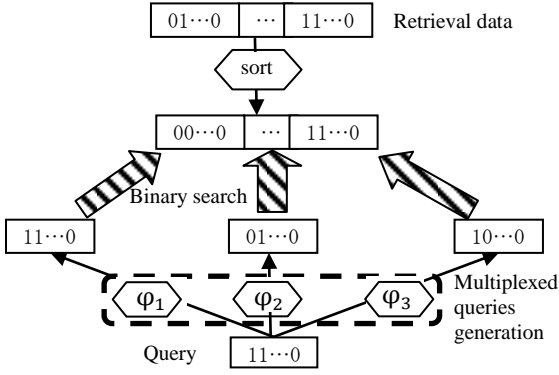 01⋯0 ⋯ 11⋯0 Retrieval data
sort
00⋯0 ⋯ 11⋯0
Binary search
11⋯0 01⋯0 10⋯0
φ₁ φ₂ φ₃ Multiplexed
queries
generation
Query 11⋯0